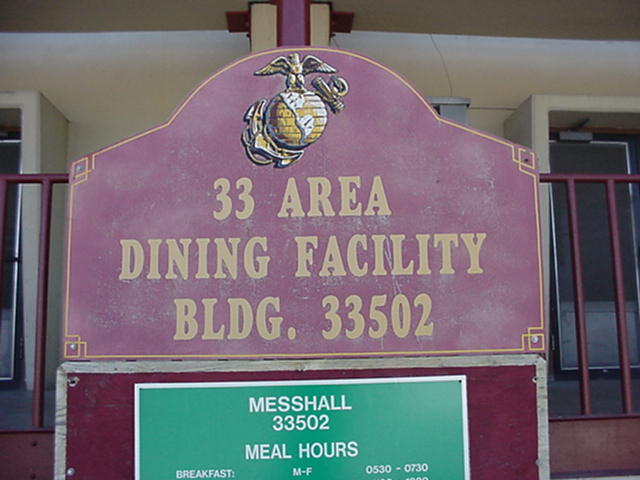 33 AREA
DINING FACILITY
BLDG. 33502
MESSHALL
33502
MEAL HOURS
BREAKFAST: M-F 0530 - 0730